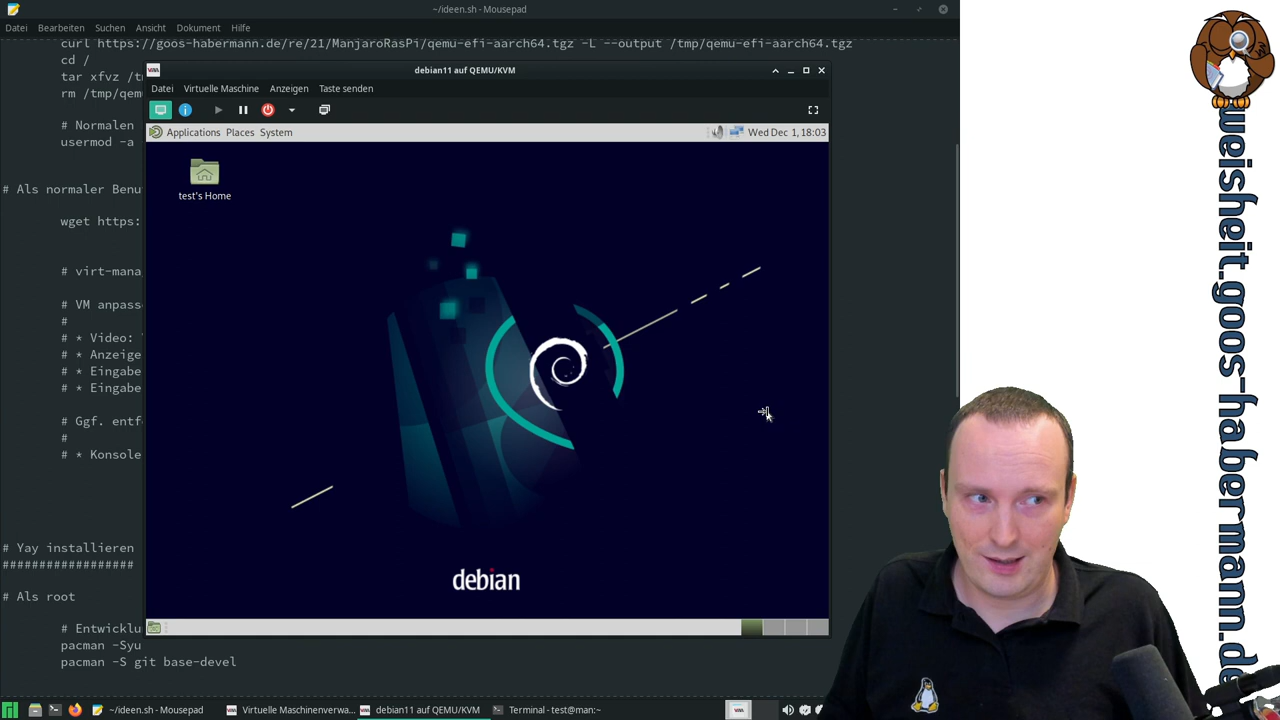 ~/ideen.sh - Mousepad
Datei Bearbeiten Suchen Ansicht Dokument Hilfe
curl https://goos-habermann.de/re/21/ManjaroRasPi/qemu-efi-aarch64.tgz -L --output /tmp/qemu-efi-aarch64.tgz
cd /
tar xfvz /t
rm /tmp/qem
# Normalen
usermod -a
# Als normaler Benu
wget https:
# virt-mana
# VM anpass
#
# * Video:
# * Anzeige
# * Eingabe
# * Eingabe
# Ggf. entf
#
# * Konsole
# Yay installieren
##################
# Als root
# Entwicklu
pacman -Syu
pacman -S git base-devel
debian11 auf QEMU/KVM
Datei Virtuelle Maschine Anzeigen Taste senden
Applications Places System
Wed Dec 1, 18:03
test's Home
debian
~/ideen.sh - Mousepad
Virtuelle Maschinenverwa...
debian11 auf QEMU/KVM
Terminal - test@man:~
weisheit.goos-habermann.de